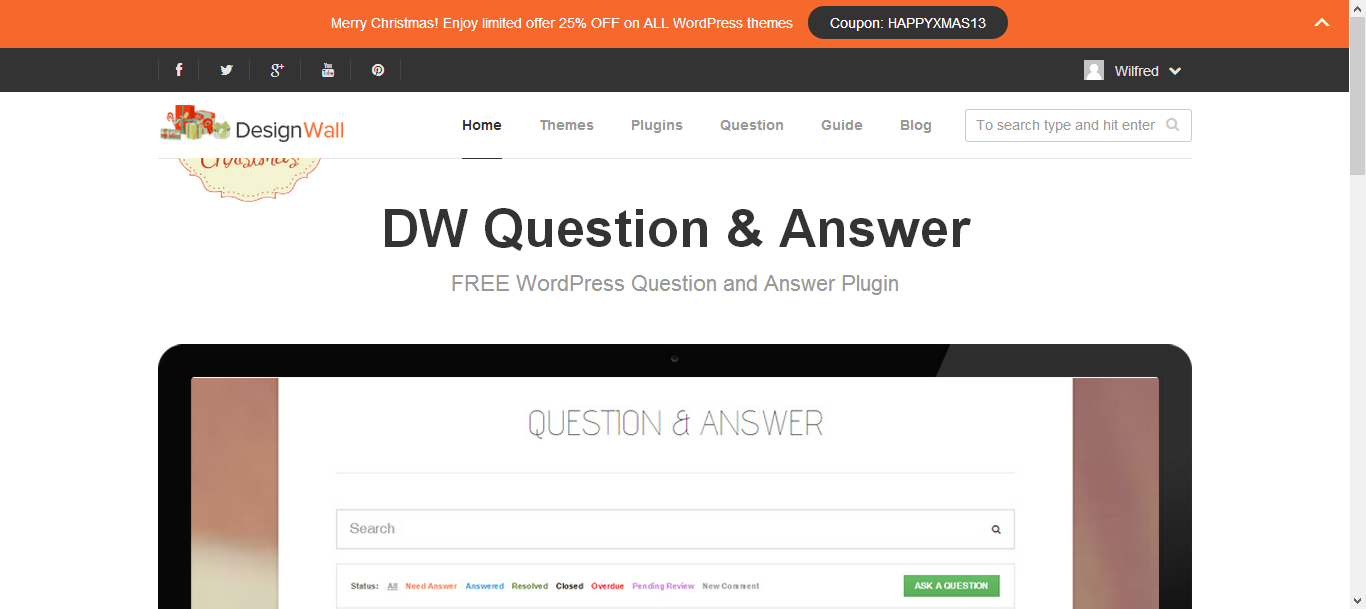 Merry Christmas! Enjoy limited offer 25% OFF on ALL WordPress themes Coupon: HAPPYXMAS13
You Tube Wilfred
DesignWall Home Themes Plugins Question Guide Blog To search type and hit enter
Christmas
DW Question & Answer
FREE WordPress Question and Answer Plugin
QUESTION & ANSWER
Search
Status: All Need Answer Answered Resolved Closed Overdue Pending Review New Comment ASK A QUESTION